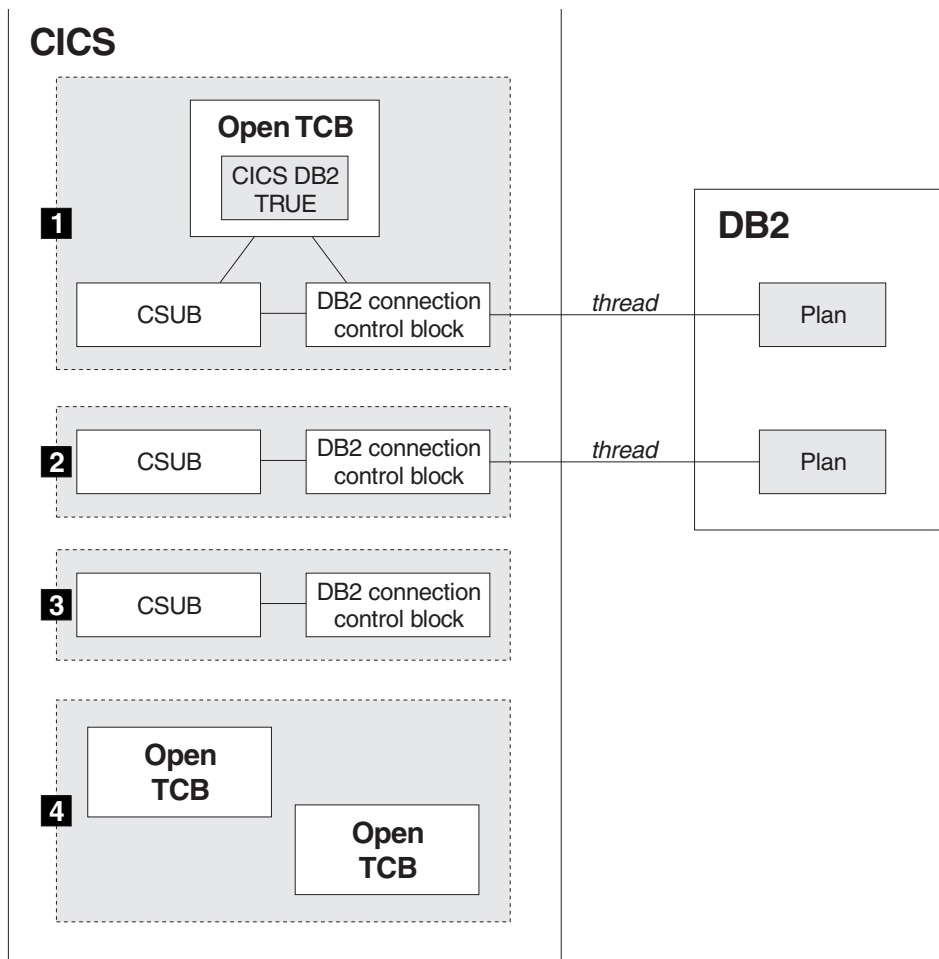 CICS
Open TCB
CICS DB2
TRUE
1
DB2
CSUB
DB2 connection
control block
thread
Plan
2
CSUB
DB2 connection
control block
thread
Plan
3
CSUB
DB2 connection
control block
4
Open
TCB
Open
TCB